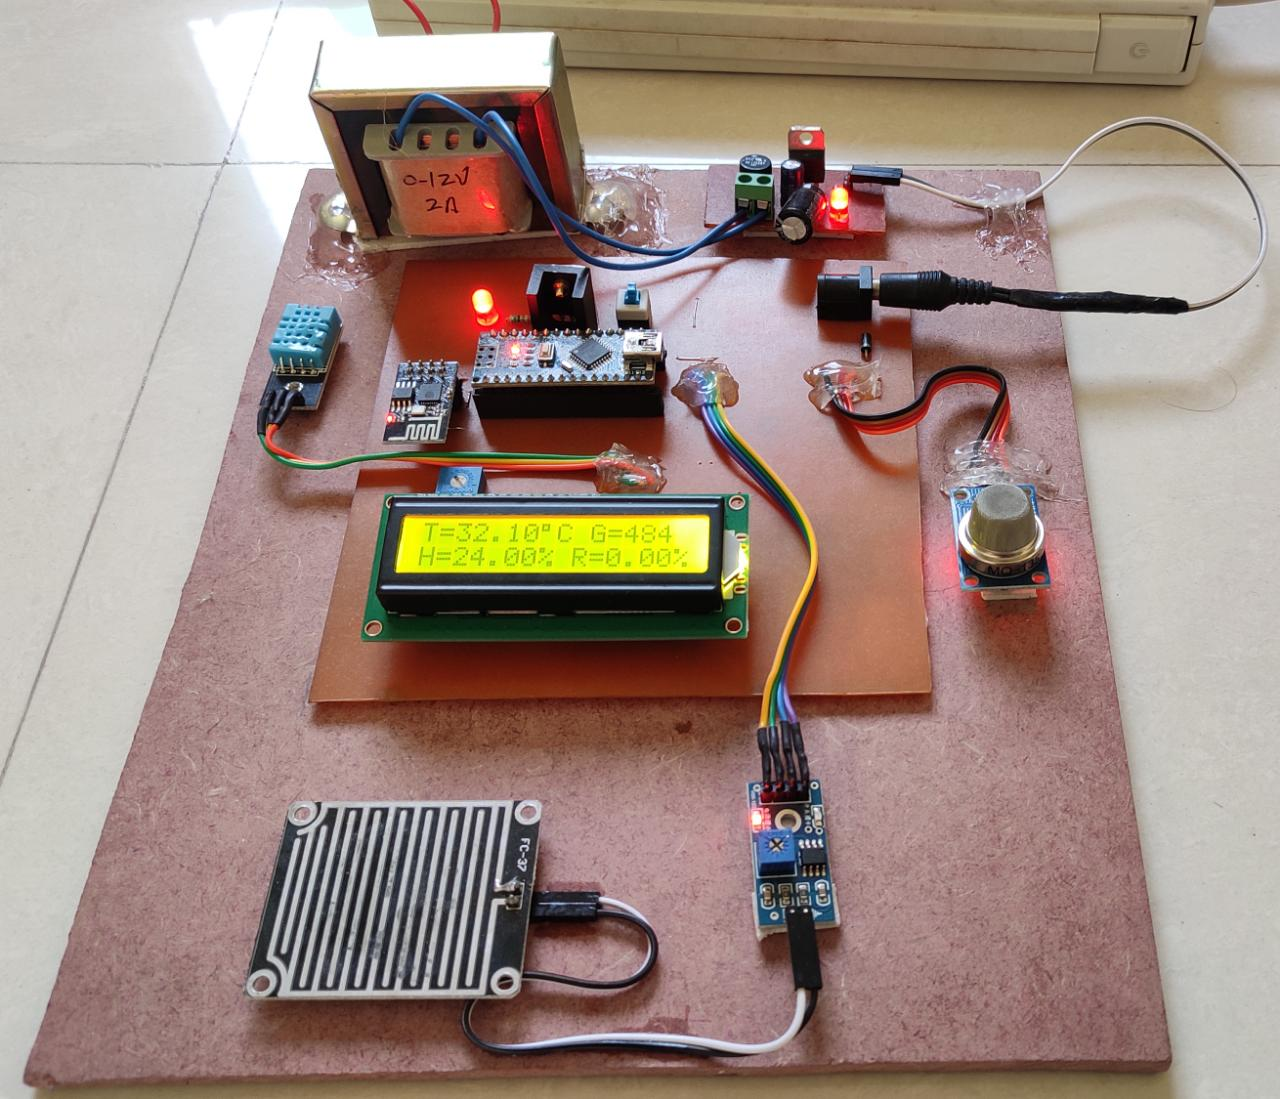 0-12V
2A
T=32.10°C G=484
H=24.00% R=0.00%
FC-37